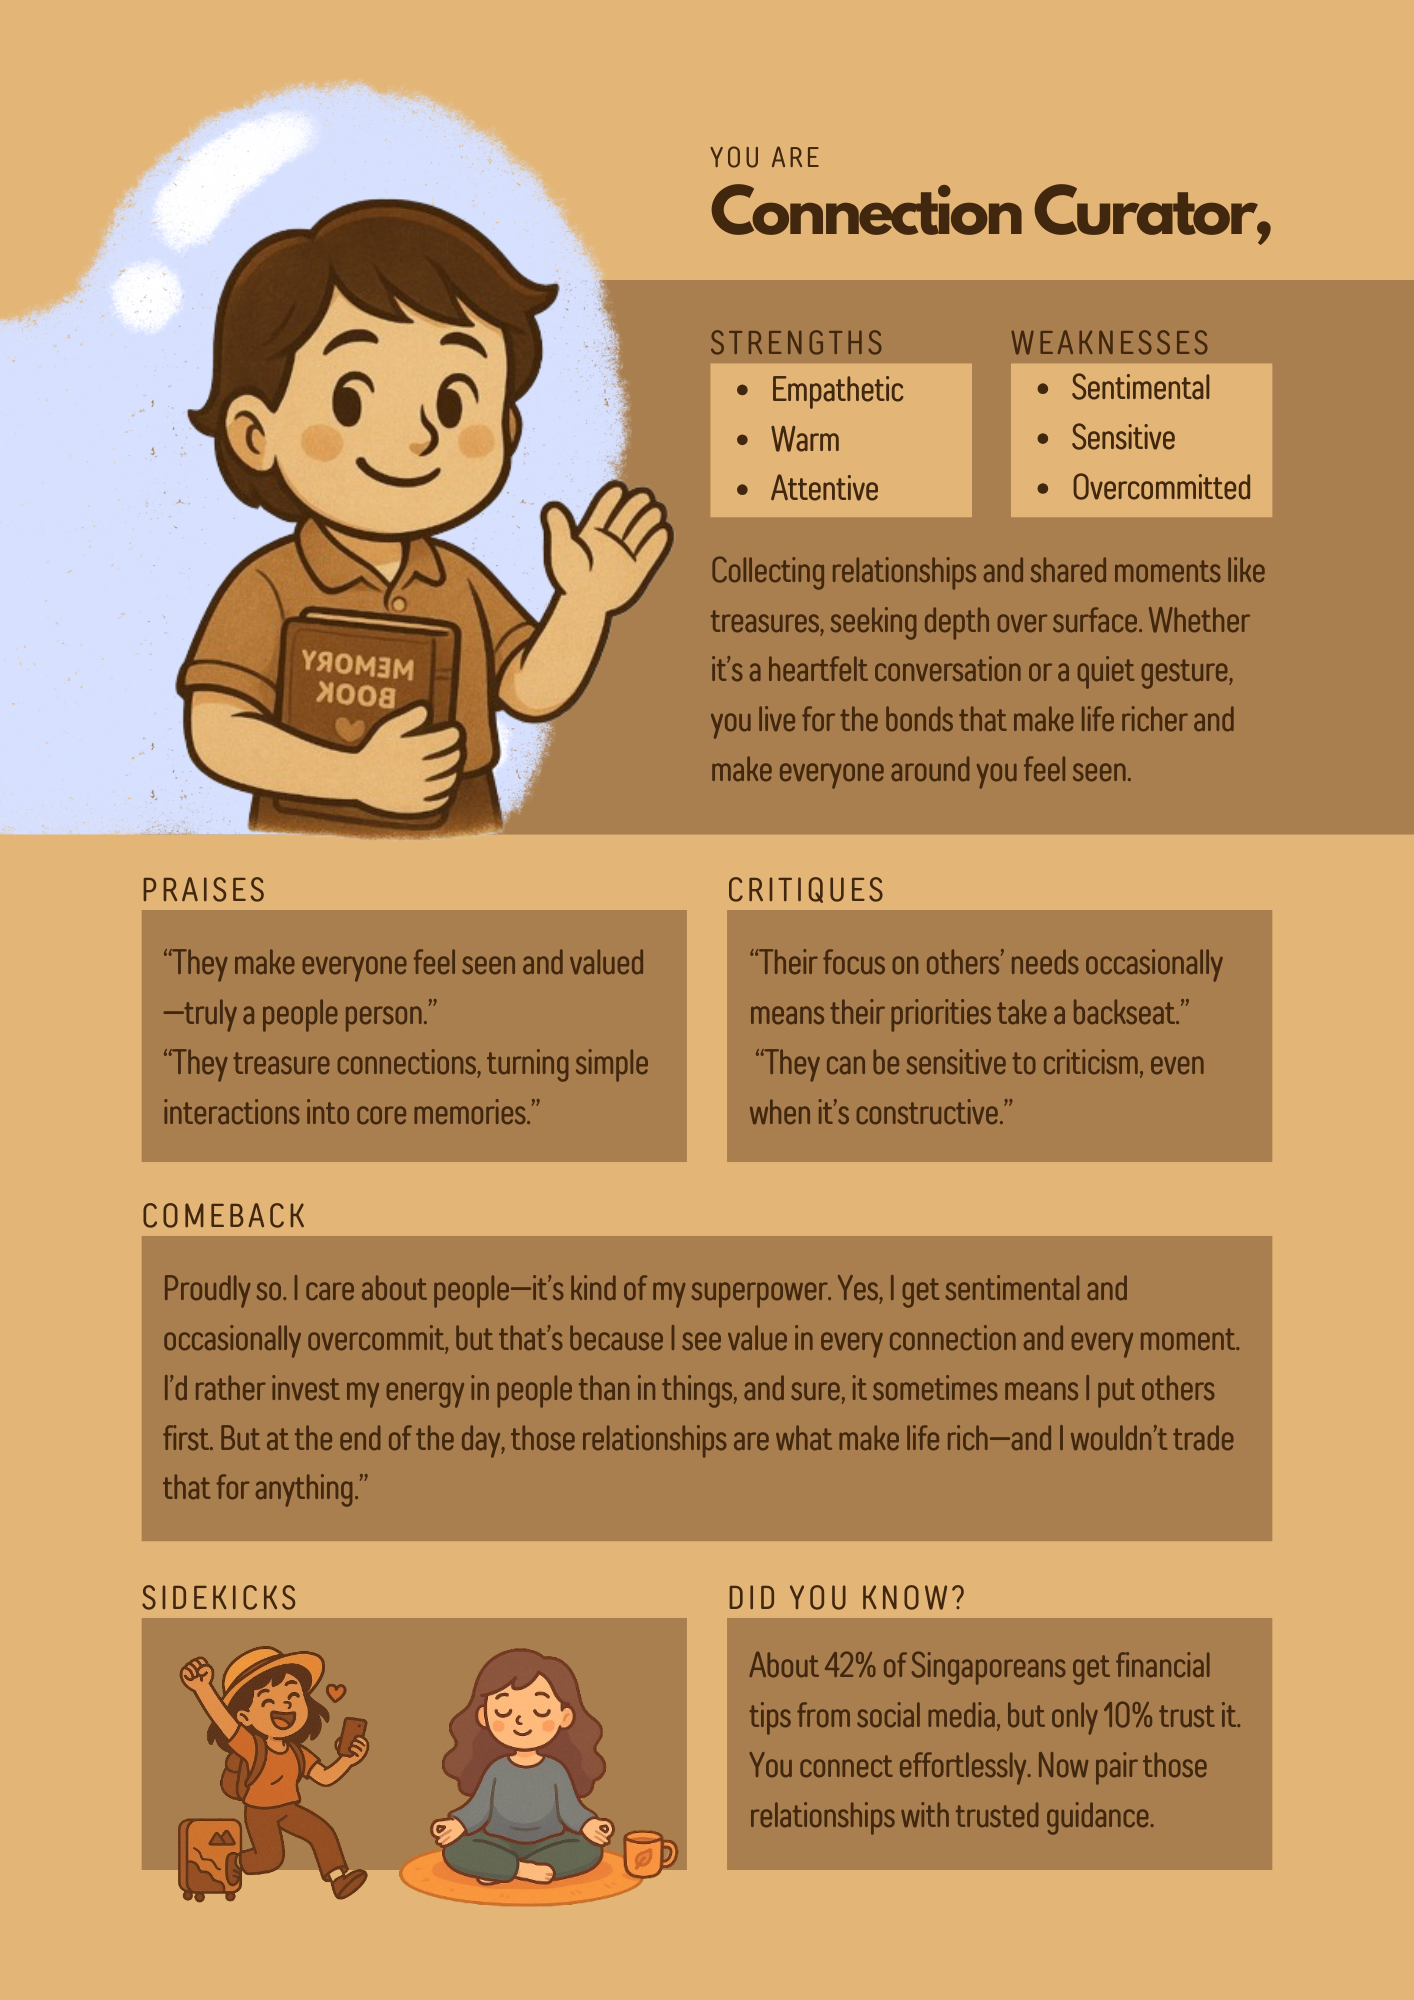 YOU ARE
Connection Curator,
STRENGTHS
• Empathetic
• Warm
• Attentive
WEAKNESSES
• Sentimental
• Sensitive
• Overcommitted
Collecting relationships and shared moments like
treasures, seeking depth over surface. Whether
it’s a heartfelt conversation or a quiet gesture,
you live for the bonds that make life richer and
make everyone around you feel seen.
MEMORY
BOOK
PRAISES
“They make everyone feel seen and valued
—truly a people person.”
“They treasure connections, turning simple
interactions into core memories.”
CRITIQUES
“Their focus on others’ needs occasionally
means their priorities take a backseat.”
“They can be sensitive to criticism, even
when it’s constructive.”
COMEBACK
Proudly so. I care about people—it’s kind of my superpower. Yes, I get sentimental and
occasionally overcommit, but that’s because I see value in every connection and every moment.
I’d rather invest my energy in people than in things, and sure, it sometimes means I put others
first. But at the end of the day, those relationships are what make life rich—and I wouldn’t trade
that for anything.”
SIDEKICKS
DID YOU KNOW?
About 42% of Singaporeans get financial
tips from social media, but only 10% trust it.
You connect effortlessly. Now pair those
relationships with trusted guidance.